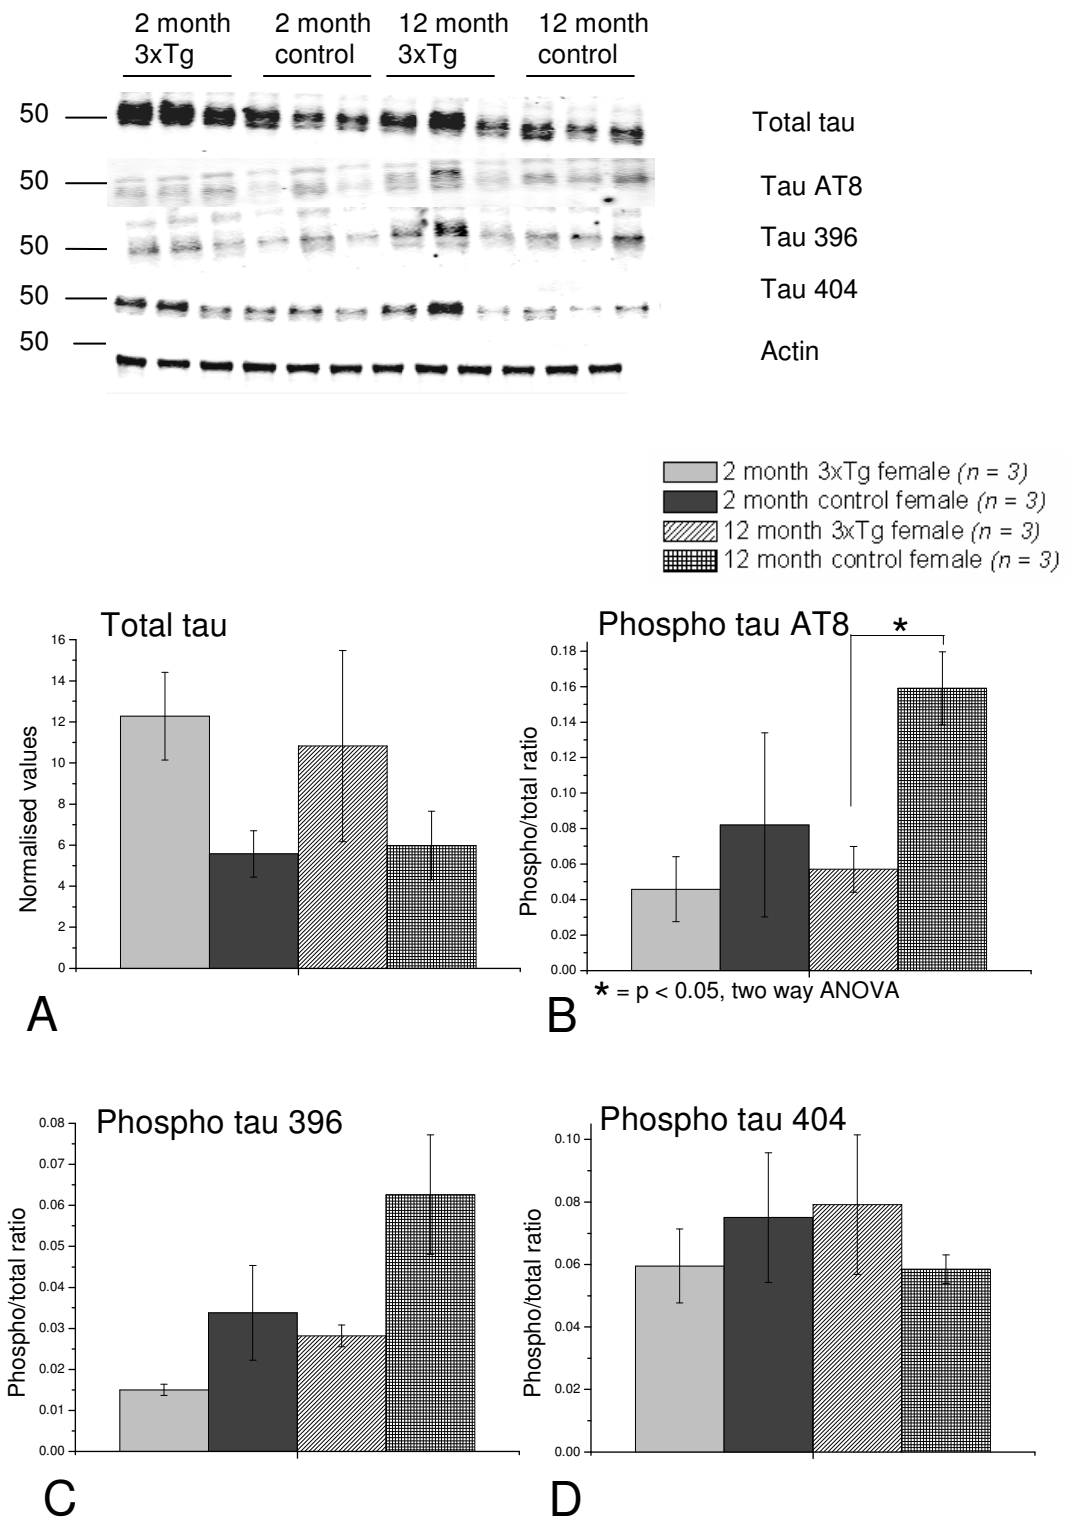 2 month 2 month 12 month 12 month
3xTg control 3xTg control
50 Total tau
50 Tau AT8
50 Tau 396
50 Tau 404
50 Actin
2 month 3xTg female (n = 3)
2 month control female (n = 3)
12 month 3xTg female (n = 3)
12 month control female (n = 3)
Total tau
Normalised values
16
14
12
10
8
6
4
2
0
A
Phospho tau AT8
*
Phospho/total ratio
0.18
0.16
0.14
0.12
0.10
0.08
0.06
0.04
0.02
0.00
* = p < 0.05, two way ANOVA
B
Phospho tau 396
Phospho/total ratio
0.08
0.07
0.06
0.05
0.04
0.03
0.02
0.01
0.00
C
Phospho tau 404
Phospho/total ratio
0.10
0.08
0.06
0.04
0.02
0.00
D